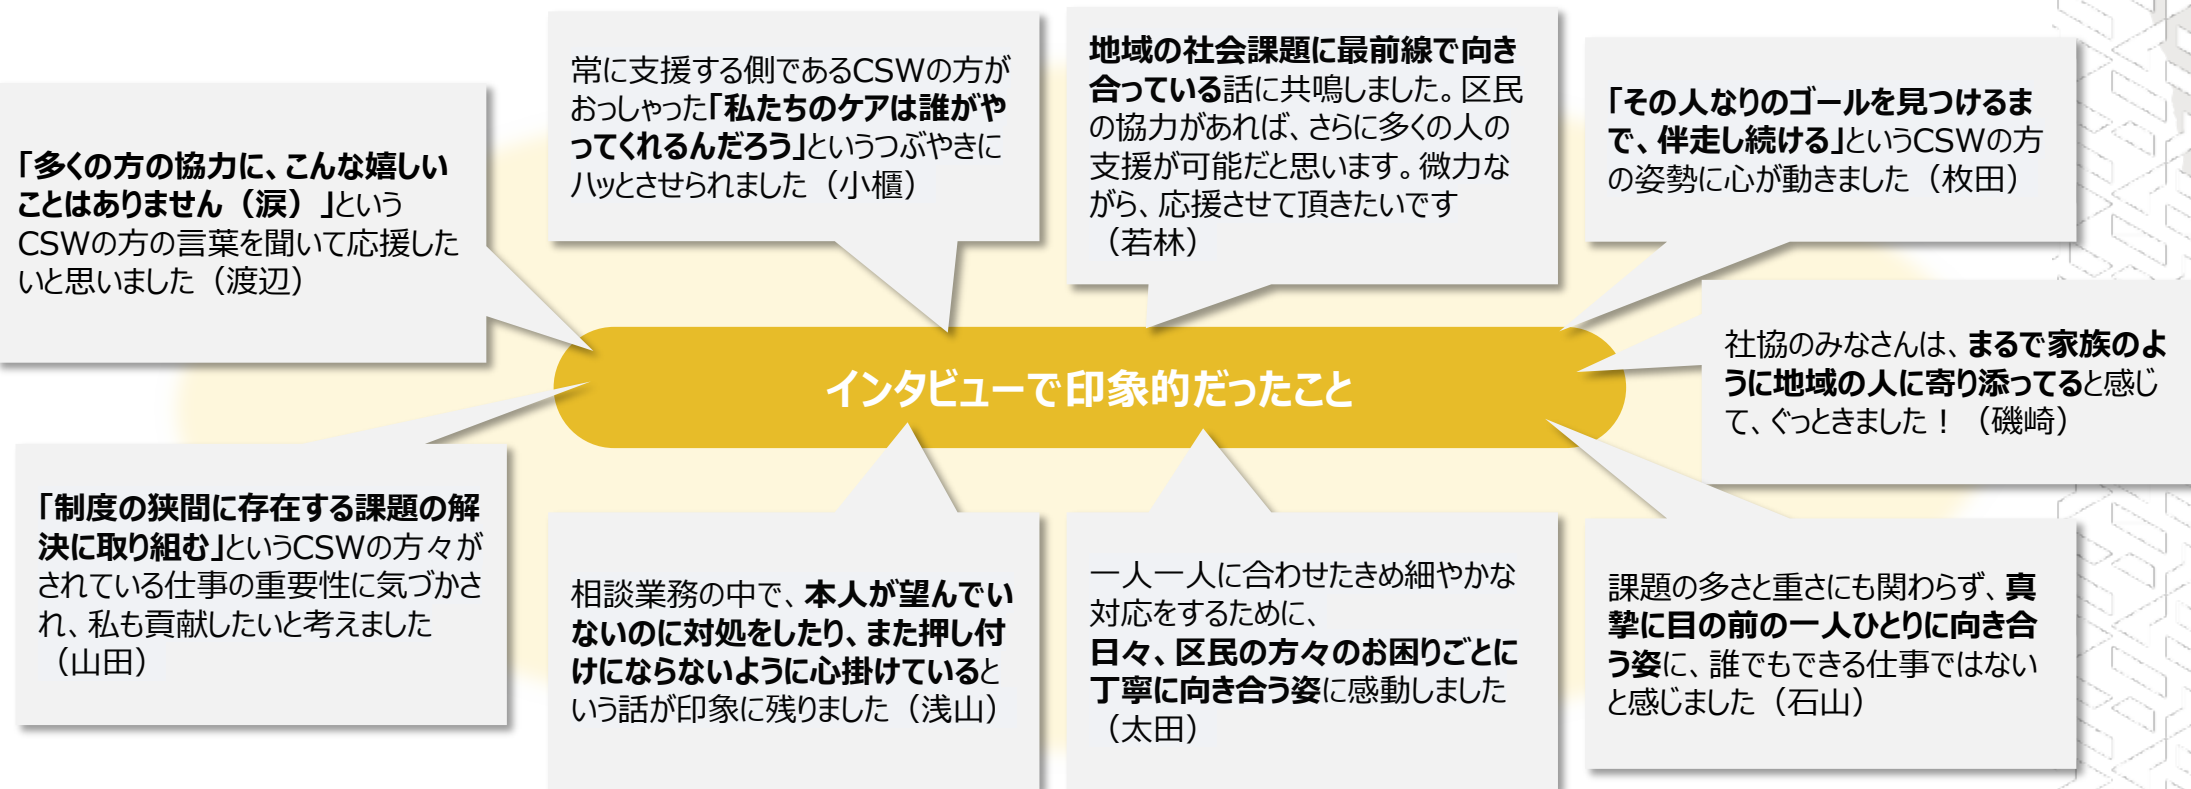 「多くの方の協力に、こんな嬉しい
ことはありません（涙）」という
CSWの方の言葉を聞いて応援した
いと思いました（渡辺）
常に支援する側であるCSWの方が
おっしゃった「私たちのケアは誰がや
ってくれるんだろう」というつぶやきに
ハッとさせられました（小櫃）
地域の社会課題に最前線で向き
合っている話に共鳴しました。区民
の協力があれば、さらに多くの人の
支援が可能だと思います。微力な
がら、応援させて頂きたいです
（若林）
「その人なりのゴールを見つけるま
で、伴走し続ける」というCSWの方
の姿勢に心が動きました（枚田）
社協のみなさんは、まるで家族のよ
うに地域の人に寄り添ってると感じ
て、ぐっときました！（磯崎）
インタビューで印象的だったこと
「制度の狭間に存在する課題の解
決に取り組む」というCSWの方々が
されている仕事の重要性に気づかさ
れ、私も貢献したいと考えました
（山田）
相談業務の中で、本人が望んでい
ないのに対処をしたり、また押し付
けにならないように心掛けていると
いう話が印象に残りました（浅山）
一人一人に合わせたきめ細やかな
対応をするために、
日々、区民の方々のお困りごとに
丁寧に向き合う姿に感動しました
（太田）
課題の多さと重さにも関わらず、真
摯に目の前の一人ひとりに向き合
う姿に、誰でもできる仕事ではない
と感じました（石山）